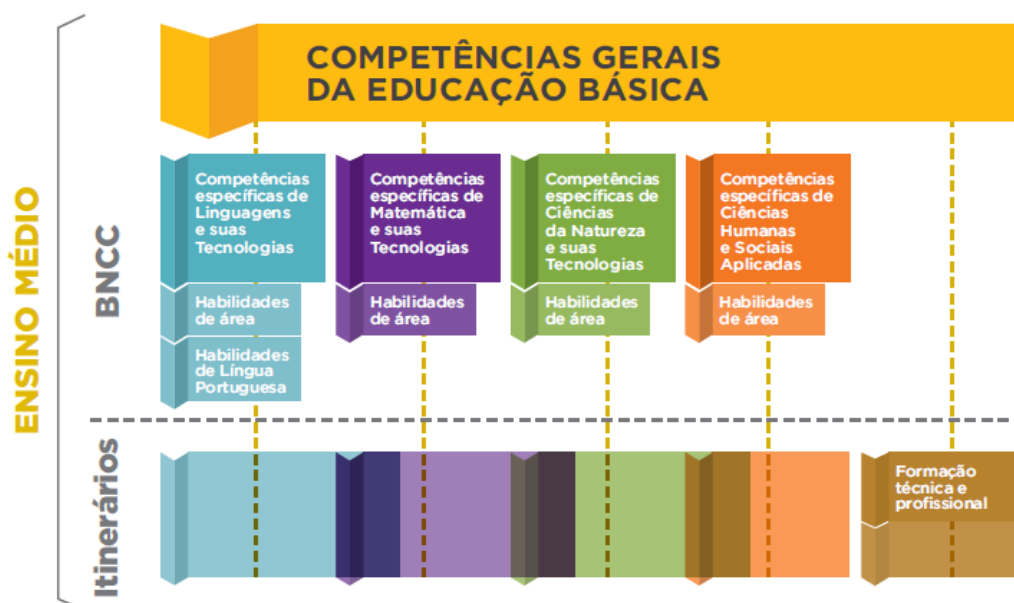 COMPETÊNCIAS GERAIS
DA EDUCAÇÃO BÁSICA
ENSINO MÉDIO
BNCC
Competências
específicas de
Linguagens
e suas
Tecnologias
Habilidades
de área
Habilidades
de Língua
Portuguesa
Competências
específicas de
Matemática
e suas
Tecnologias
Habilidades
de área
Competências
específicas de
Ciências
da Natureza
e suas
Tecnologias
Habilidades
de área
Competências
específicas de
Ciências
Humanas
e Sociais
Aplicadas
Habilidades
de área
Itinerários
Formação
técnica e
profissional